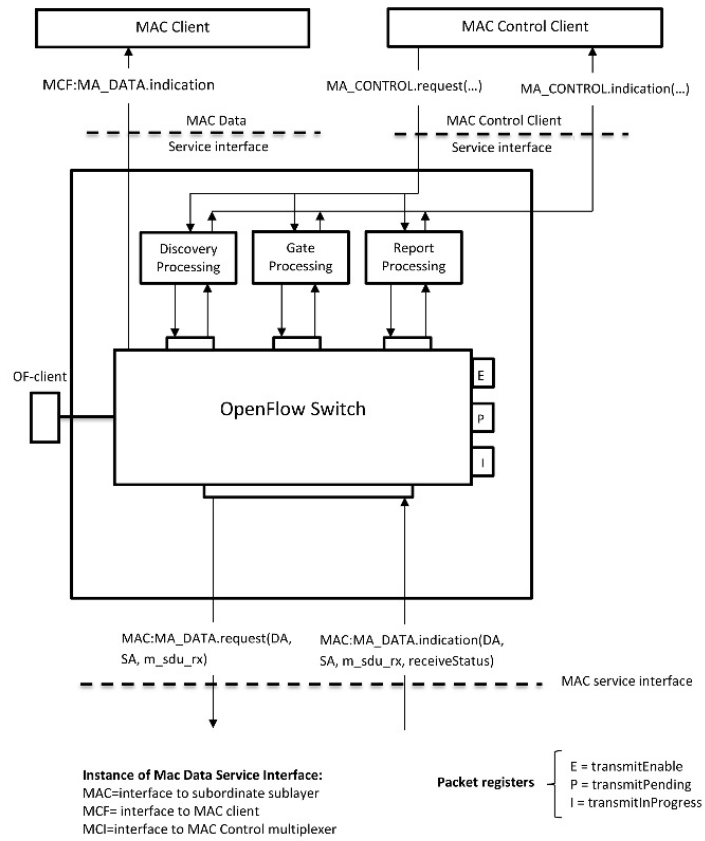 MAC Client
MAC Control Client
MCF:MA_DATA.indication
MA_CONTROL.request(...)
MA_CONTROL.indication(...)
MAC Data
Service interface
MAC Control Client
Service interface
Discovery
Processing
Gate
Processing
Report
Processing
OF-client
OpenFlow Switch
E
P
I
MAC:MA_DATA.request(DA,
SA, m_sdu_rx)
MAC:MA_DATA.indication(DA,
SA, m_sdu_rx, receiveStatus)
MAC service interface
Instance of Mac Data Service Interface:
MAC=interface to subordinate sublayer
MCF= interface to MAC client
MCI=interface to MAC Control multiplexer
Packet registers
E = transmitEnable
P = transmitPending
I = transmitInProgress